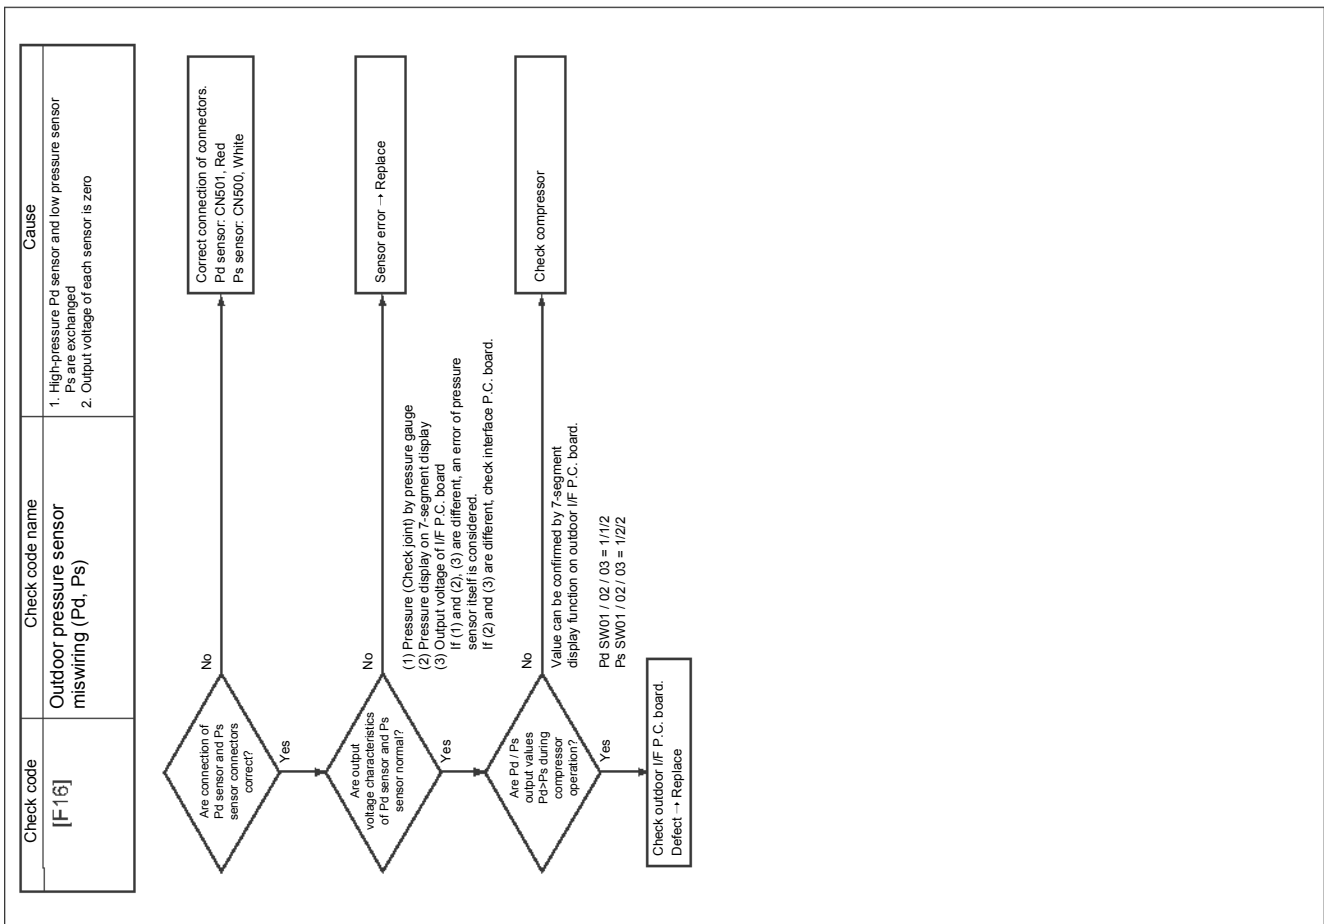 Check code
Check code name
Cause
[F16]
Outdoor pressure sensor
miswiring (Pd, Ps)
1. High-pressure Pd sensor and low pressure sensor
Ps are exchanged
2. Output voltage of each sensor is zero
Are connection of
Pd sensor and Ps
sensor connectors
correct?
No
Correct connection of connectors.
Pd sensor: CN501, Red
Ps sensor: CN500, White
Yes
Are output
voltage characteristics
of Pd sensor and Ps
sensor normal?
No
Sensor error → Replace
(1) Pressure (Check joint) by pressure gauge
(2) Pressure display on 7-segment display
(3) Output voltage of I/F P.C. board
If (1) and (2), (3) are different, an error of pressure
sensor itself is considered.
If (2) and (3) are different, check interface P.C. board.
Yes
Are Pd / Ps
output values
Pd>Ps during
compressor
operation?
No
Check compressor
Value can be confirmed by 7-segment
display function on outdoor I/F P.C. board.
Pd SW01 / 02 / 03 = 1/1/2
Ps SW01 / 02 / 03 = 1/2/2
Yes
Check outdoor I/F P.C. board.
Defect → Replace